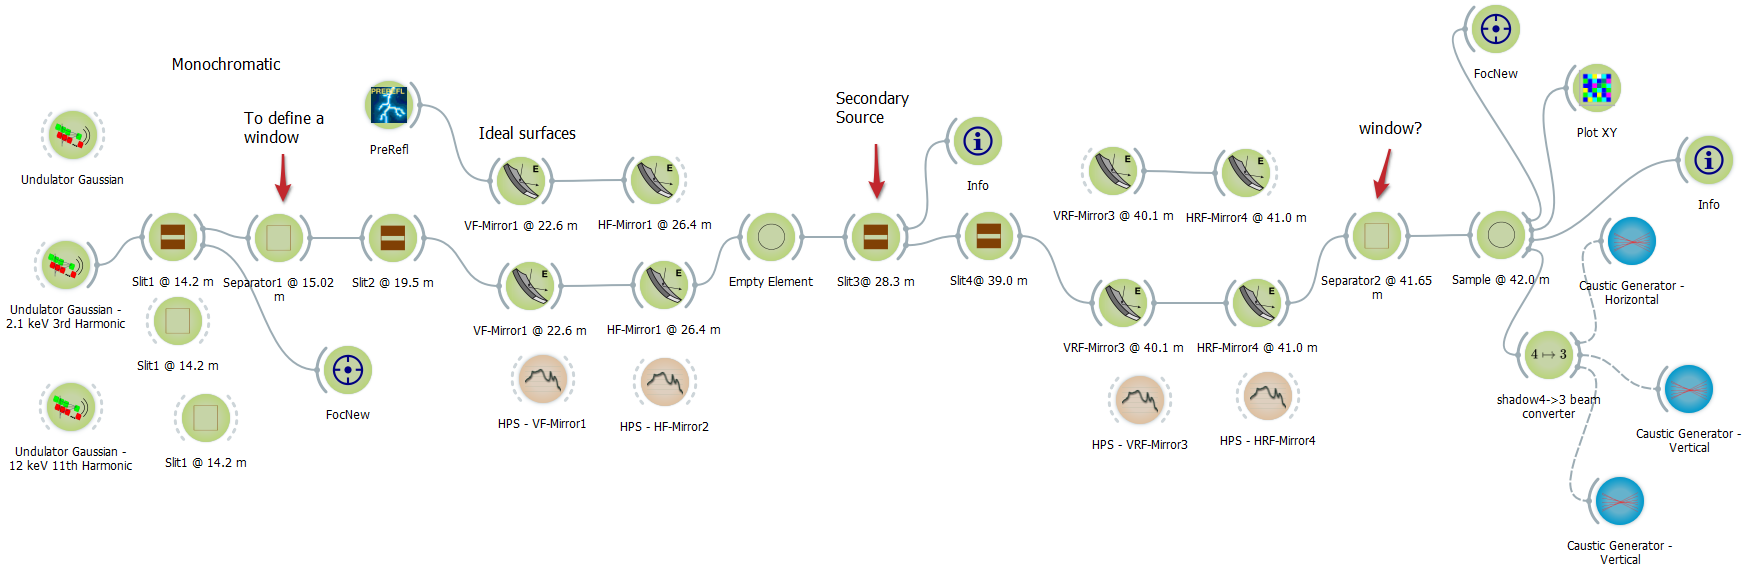 Monochromatic
To define a
window
PREREFL
PreRefl
Ideal surfaces
Secondary
Source
window?
FocNew
Plot XY
Info
Info
Undulator Gaussian
E
VF-Mirror1 @ 22.6 m
E
HF-Mirror1 @ 26.4 m
E
VRF-Mirror3 @ 40.1 m
E
HRF-Mirror4 @ 41.0 m
Undulator Gaussian -
2.1 keV 3rd Harmonic
Slit1 @ 14.2 m
Separator1 @ 15.02
m
Slit2 @ 19.5 m
E
VF-Mirror1 @ 22.6 m
E
HF-Mirror1 @ 26.4 m
Empty Element
Slit3@ 28.3 m
Slit4@ 39.0 m
E
VRF-Mirror3 @ 40.1 m
E
HRF-Mirror4 @ 41.0 m
Separator2 @ 41.65
m
Sample @ 42.0 m
Caustic Generator -
Horizontal
Slit1 @ 14.2 m
FocNew
4 ↦ 3
shadow4->3 beam
converter
Undulator Gaussian -
12 keV 11th Harmonic
Slit1 @ 14.2 m
HPS - VF-Mirror1
HPS - HF-Mirror2
HPS - VRF-Mirror3
HPS - HRF-Mirror4
Caustic Generator -
Vertical
Caustic Generator -
Vertical